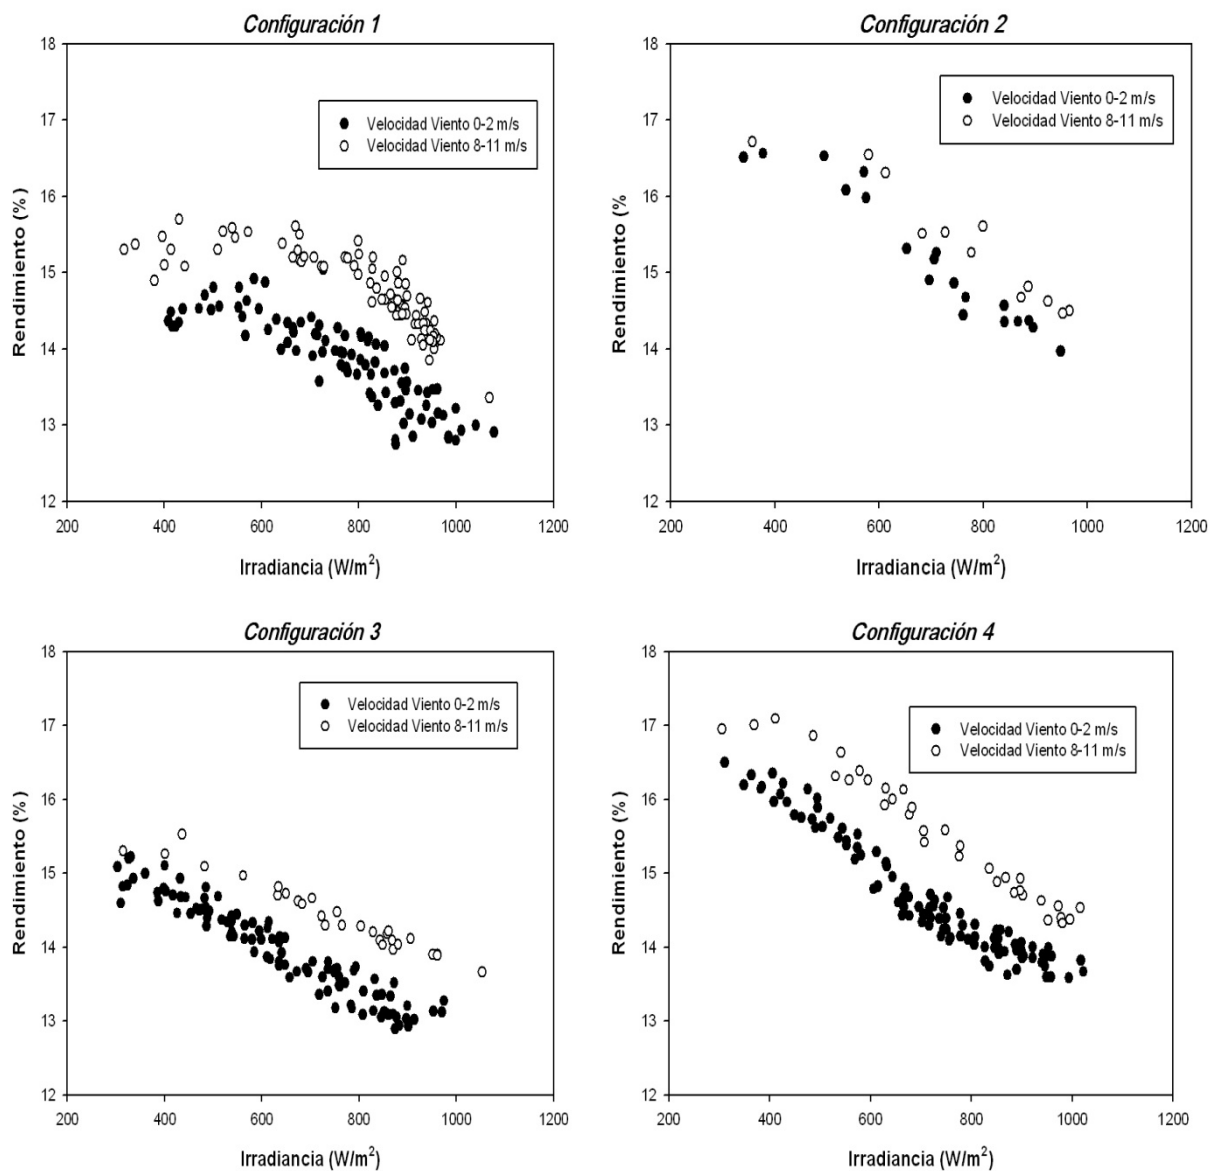 Configuración 1
18
17
16
15
14
13
12
Rendimiento (%)
Velocidad Viento 0-2 m/s
Velocidad Viento 8-11 m/s
200 400 600 800 1000 1200
Irradiancia (W/m²)
Configuración 2
18
17
16
15
14
13
12
Rendimiento (%
Velocidad Viento 0-2 m/s
Velocidad Viento 8-11 m/s
200 400 600 800 1000 1200
Irradiancia (W/m²)
Configuración 3
18
17
16
15
14
13
12
Rendimiento (%)
Velocidad Viento 0-2 m/s
Velocidad Viento 8-11 m/s
200 400 600 800 1000 1200
Irradiancia (W/m²)
Configuración 4
18
17
16
15
14
13
12
Rendimiento (%)
Velocidad Viento 0-2 m/s
Velocidad Viento 8-11 m/s
200 400 600 800 1000 1200
Irradiancia (W/m²)